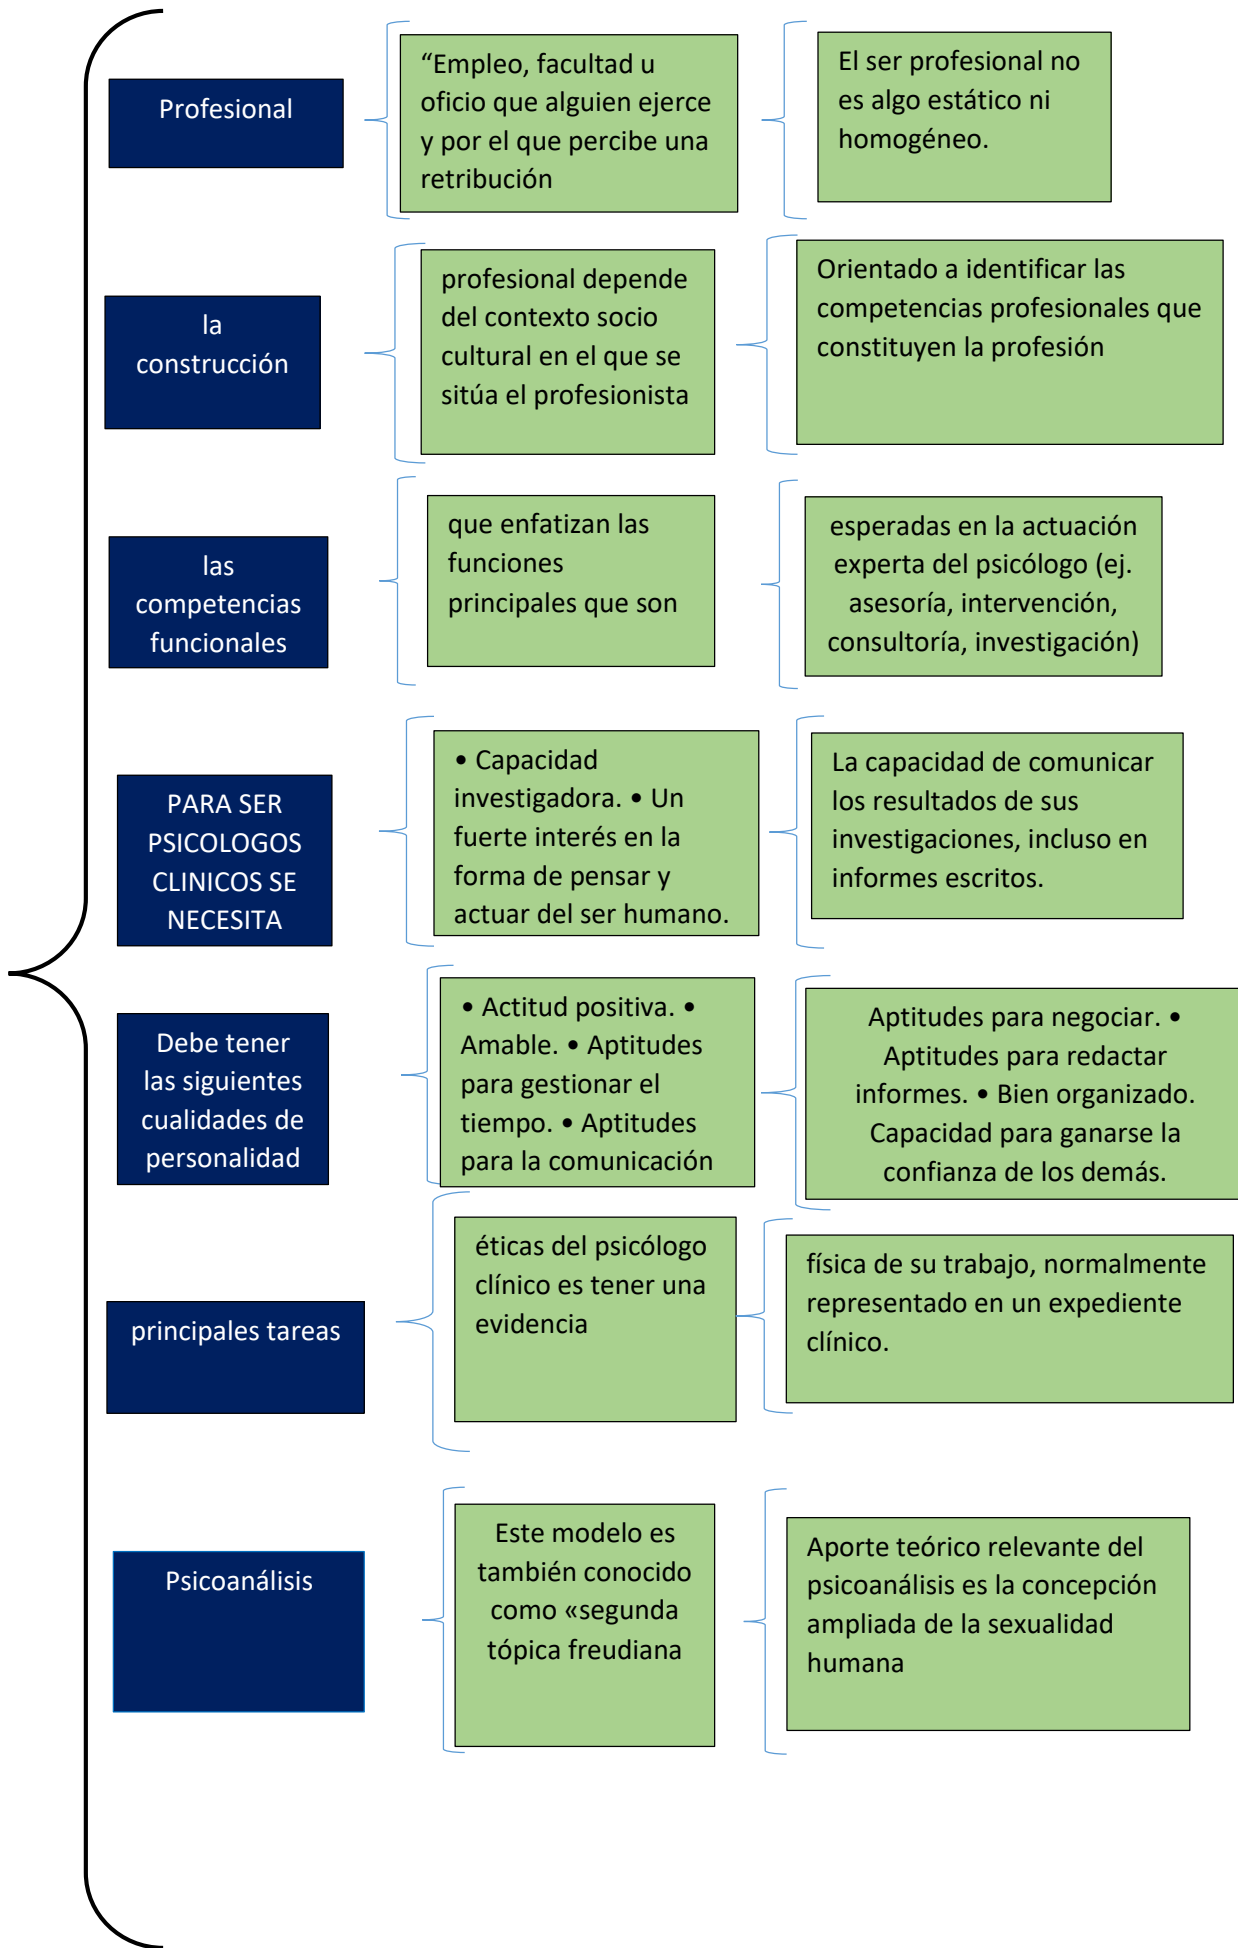 Profesional
“Empleo, facultad u
oficio que alguien ejerce
y por el que percibe una
retribución
El ser profesional no
es algo estático ni
homogéneo.
la
construcción
profesional depende
del contexto socio
cultural en el que se
sitúa el profesionista
Orientado a identificar las
competencias profesionales que
constituyen la profesión
las
competencias
funcionales
que enfatizan las
funciones
principales que son
esperadas en la actuación
experta del psicólogo (ej.
asesoría, intervención,
consultoría, investigación)
PARA SER
PSICOLOGOS
CLINICOS SE
NECESITA
• Capacidad
investigadora. • Un
fuerte interés en la
forma de pensar y
actuar del ser humano.
La capacidad de comunicar
los resultados de sus
investigaciones, incluso en
informes escritos.
Debe tener
las siguientes
cualidades de
personalidad
• Actitud positiva. •
Amable. • Aptitudes
para gestionar el
tiempo. • Aptitudes
para la comunicación
Aptitudes para negociar. •
Aptitudes para redactar
informes. • Bien organizado.
Capacidad para ganarse la
confianza de los demás.
principales tareas
éticas del psicólogo
clínico es tener una
evidencia
física de su trabajo, normalmente
representado en un expediente
clínico.
Psicoanálisis
Este modelo es
también conocido
como «segunda
tópica freudiana
Aporte teórico relevante del
psicoanálisis es la concepción
ampliada de la sexualidad
humana